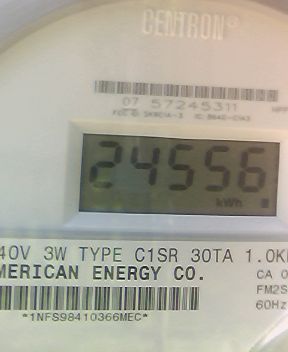 CENTRON®
07 57245311
24556
kWh
40V 3W TYPE C1SR 30TA 1.0K
MERICAN ENERGY CO.
CA 0
FM2S
60Hz
*1NFS98410366MEC*